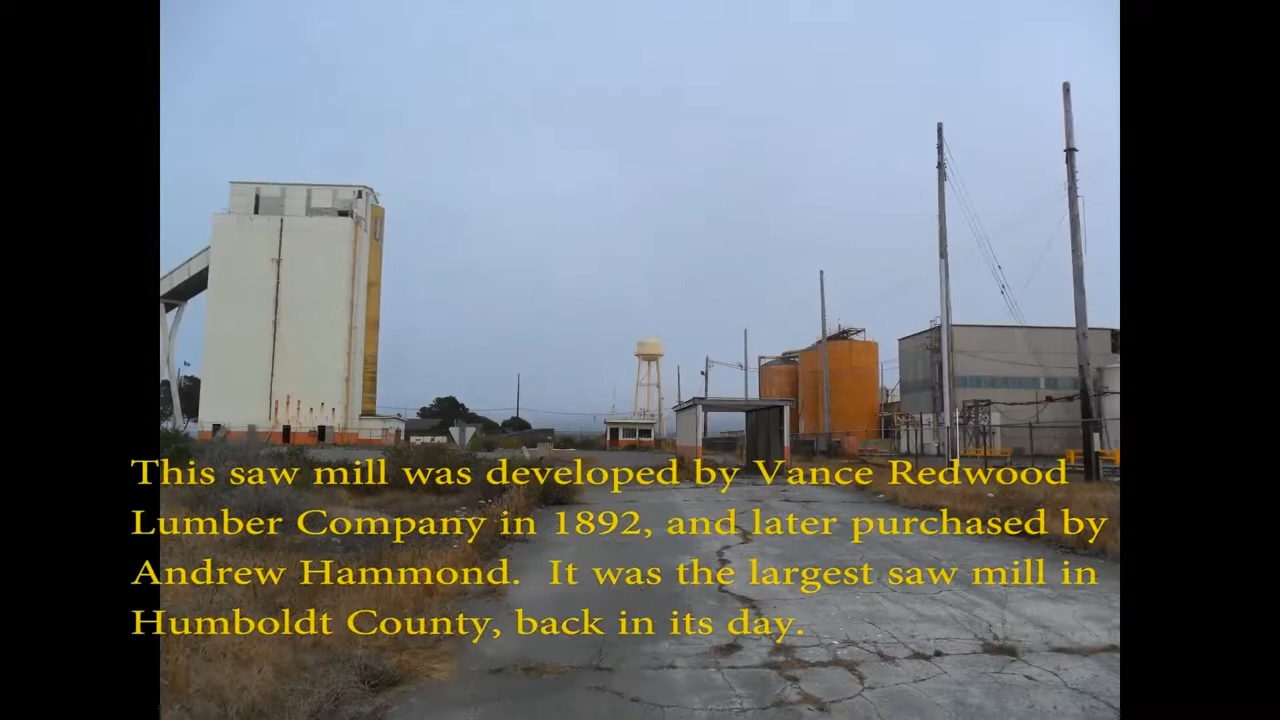 This saw mill was developed by Vance Redwood
Lumber Company in 1892, and later purchased by
Andrew Hammond.  It was the largest saw mill in
Humboldt County, back in its day.